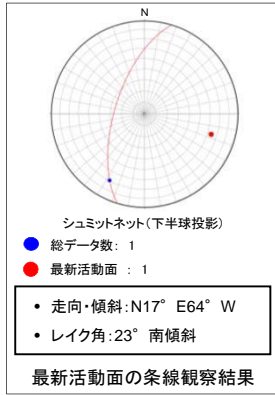 N
シュミットネット(下半球投影)
総データ数: 1
最新活動面 : 1
• 走向・傾斜:N17° E64° W
• レイク角:23° 南傾斜
最新活動面の条線観察結果